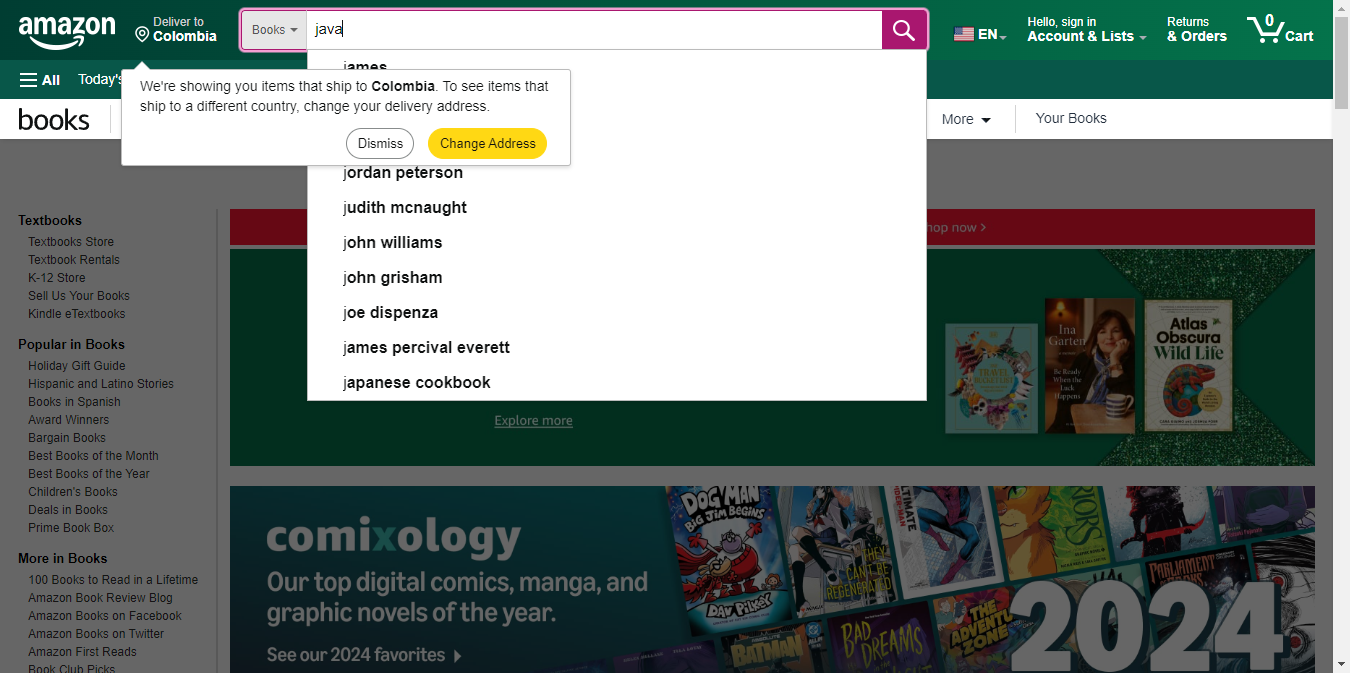 amazon
Deliver to
Colombia
Books
java
EN
Hello, sign in
Account & Lists
Returns
& Orders
0
Cart
All
Today's
We're showing you items that ship to Colombia. To see items that
ship to a different country, change your delivery address.
Dismiss
Change Address
books
More
Your Books
james
jordan peterson
judith mcnaught
john williams
john grisham
joe dispenza
james percival everett
japanese cookbook
now >
Textbooks
Textbooks Store
Textbook Rentals
K-12 Store
Sell Us Your Books
Kindle eTextbooks
Popular in Books
Holiday Gift Guide
Hispanic and Latino Stories
Books in Spanish
Award Winners
Bargain Books
Best Books of the Month
Best Books of the Year
Children's Books
Deals in Books
Prime Book Box
More in Books
100 Books to Read in a Lifetime
Amazon Book Review Blog
Amazon Books on Facebook
Amazon Books on Twitter
Amazon First Reads
Book Club Picks
Explore more
Ina
Garten
Be Ready
When the
Luck
Happens
Atlas
Obscura
Wild Life
comixology
Our top digital comics, manga, and
graphic novels of the year.
See our 2024 favorites
DOG MAN
BIG JIM BEGINS
DAV PILKEY
THEY
CAN'T BE
REGENERATED
ULTIMATE
SPIDER-MAN
BATMAN
BAD DREAMS
THE
ADVENTURE
ZONE
PARLIAMENT
2024